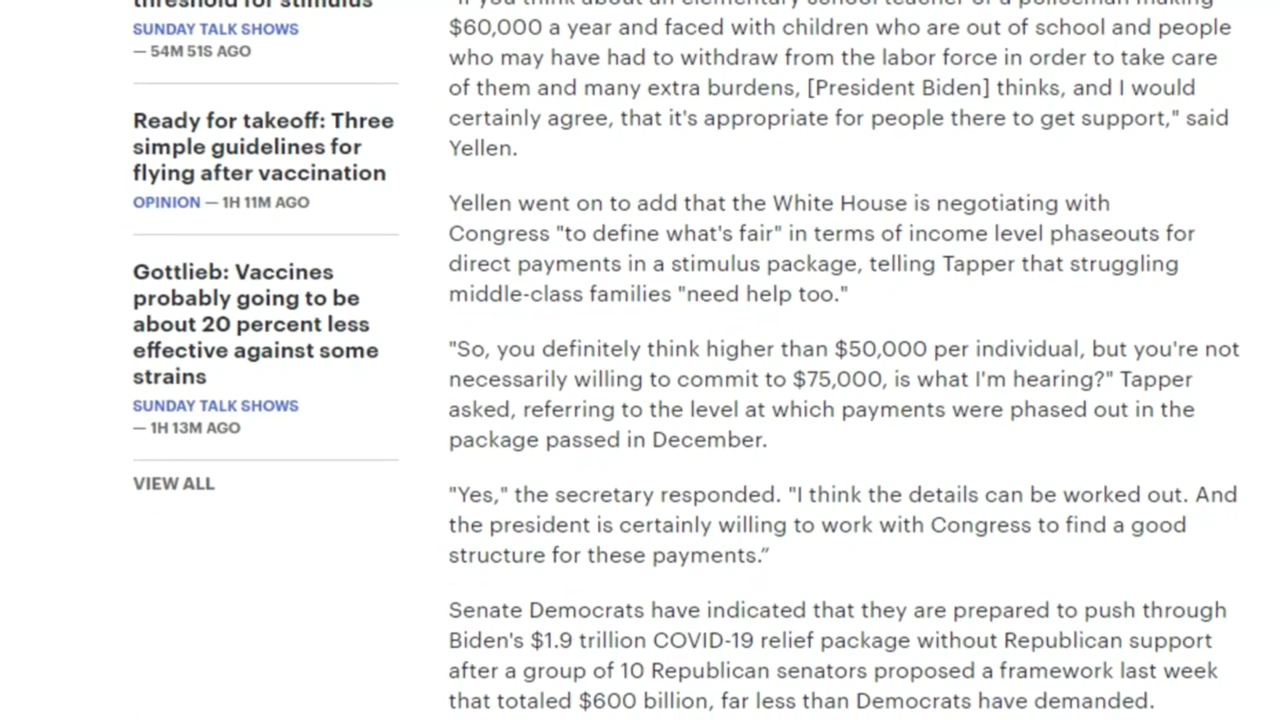 threshold for stimulus
SUNDAY TALK SHOWS
— 54M 51S AGO
Ready for takeoff: Three
simple guidelines for
flying after vaccination
OPINION — 1H 11M AGO
Gottlieb: Vaccines
probably going to be
about 20 percent less
effective against some
strains
SUNDAY TALK SHOWS
— 1H 13M AGO
VIEW ALL
"If you think about an elementary school teacher or a policeman making
$60,000 a year and faced with children who are out of school and people
who may have had to withdraw from the labor force in order to take care
of them and many extra burdens, [President Biden] thinks, and I would
certainly agree, that it's appropriate for people there to get support," said
Yellen.
Yellen went on to add that the White House is negotiating with
Congress "to define what's fair" in terms of income level phaseouts for
direct payments in a stimulus package, telling Tapper that struggling
middle-class families "need help too."
"So, you definitely think higher than $50,000 per individual, but you're not
necessarily willing to commit to $75,000, is what I'm hearing?" Tapper
asked, referring to the level at which payments were phased out in the
package passed in December.
"Yes," the secretary responded. "I think the details can be worked out. And
the president is certainly willing to work with Congress to find a good
structure for these payments.”
Senate Democrats have indicated that they are prepared to push through
Biden's $1.9 trillion COVID-19 relief package without Republican support
after a group of 10 Republican senators proposed a framework last week
that totaled $600 billion, far less than Democrats have demanded.